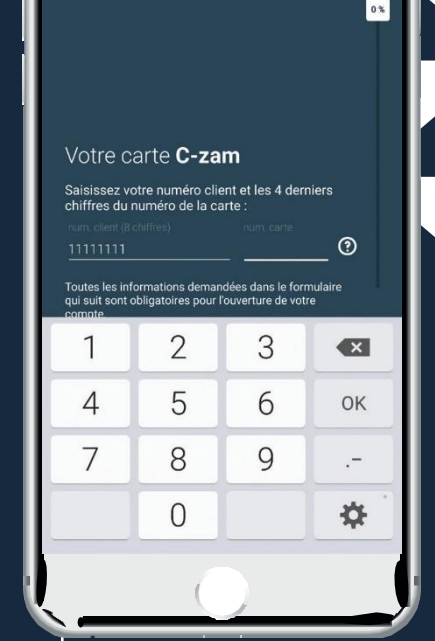 0 %
Votre carte C-zam
Saisissez votre numéro client et les 4 derniers
chiffres du numéro de la carte :
num. client (8 chiffres) num. carte
11111111
Toutes les informations demandées dans le formulaire
qui suit sont obligatoires pour l'ouverture de votre
compte.
1 2 3
4 5 6 OK
7 8 9 .-
0